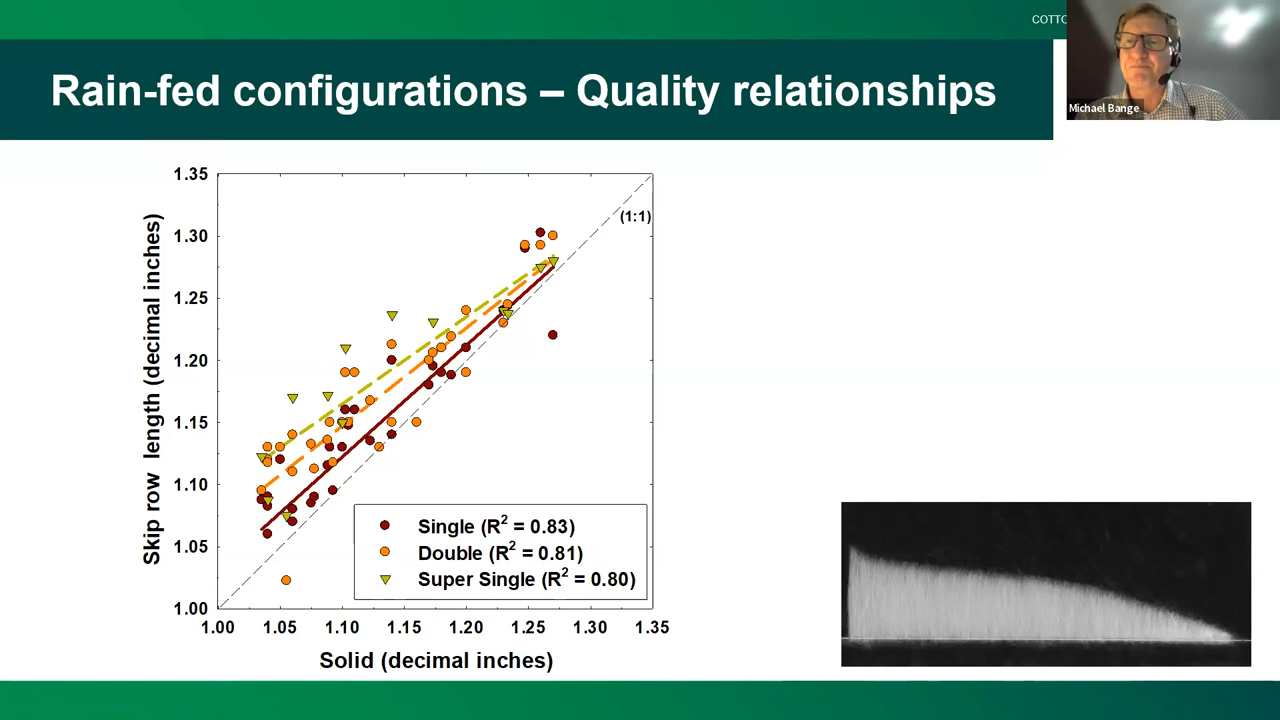 COTTO
Michael Bange
Rain-fed configurations – Quality relationships
Skip row length (decimal inches)
1.35
1.30
1.25
1.20
1.15
1.10
1.05
1.00
(1:1)
Single (R2 = 0.83)
Double (R2 = 0.81)
Super Single (R2 = 0.80)
1.00 1.05 1.10 1.15 1.20 1.25 1.30 1.35
Solid (decimal inches)